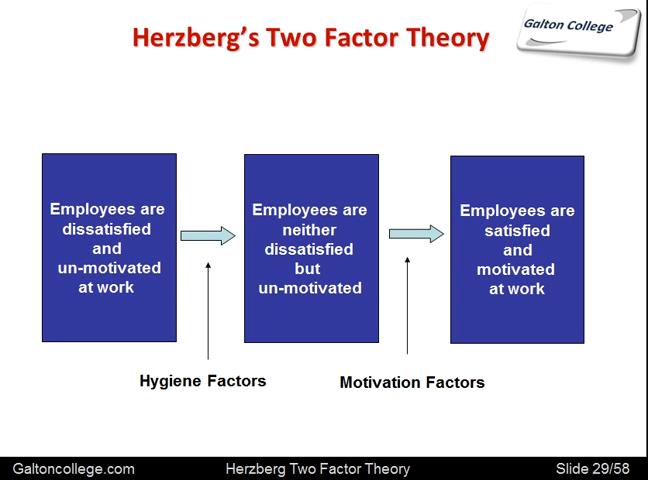 Herzberg's Two Factor Theory
Galton College
Employees are
dissatisfied
and
un-motivated
at work
Employees are
neither
dissatisfied
but
un-motivated
Employees are
satisfied
and
motivated
at work
Hygiene Factors
Motivation Factors
Galtoncollege.com
Herzberg Two Factor Theory
Slide 29/58